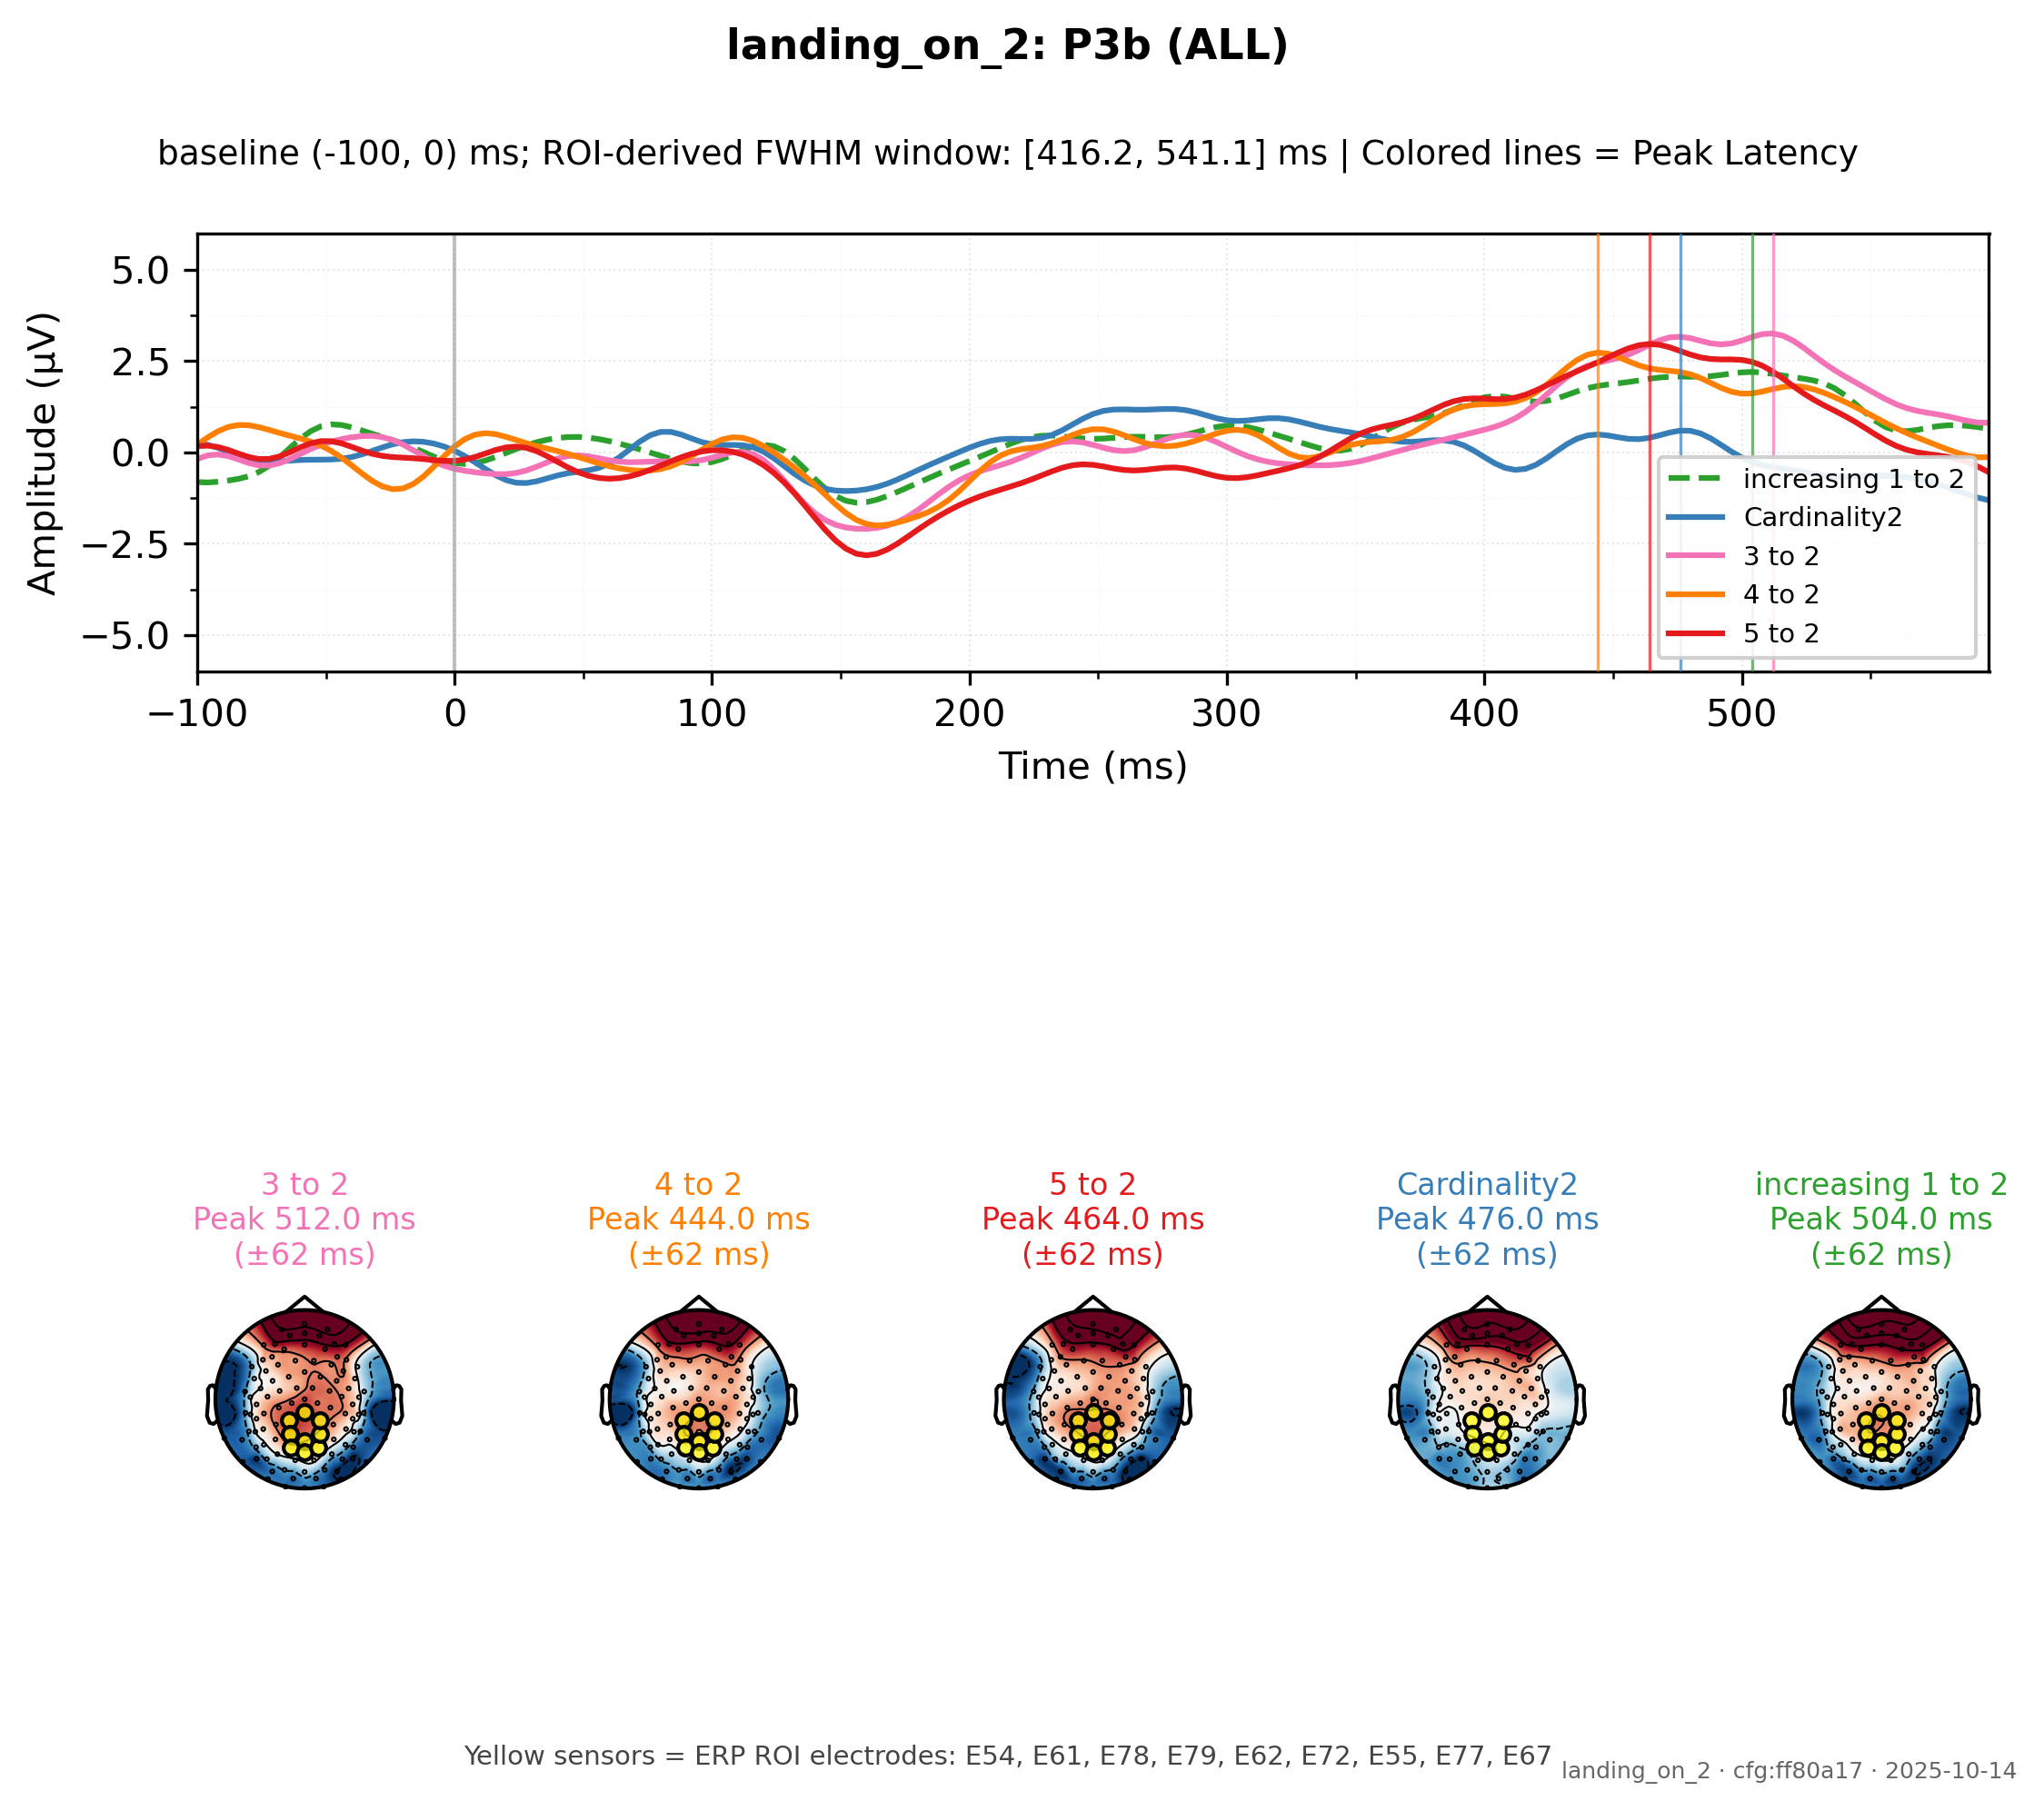 landing_on_2: P3b (ALL)
baseline (-100, 0) ms; ROI-derived FWHM window: [416.2, 541.1] ms | Colored lines = Peak Latency
Amplitude (µV)
5.0
2.5
0.0
−2.5
−5.0
increasing 1 to 2
Cardinality2
3 to 2
4 to 2
5 to 2
−100 0 100 200 300 400 500
Time (ms)
3 to 2
Peak 512.0 ms
(±62 ms)
4 to 2
Peak 444.0 ms
(±62 ms)
5 to 2
Peak 464.0 ms
(±62 ms)
Cardinality2
Peak 476.0 ms
(±62 ms)
increasing 1 to 2
Peak 504.0 ms
(±62 ms)
Yellow sensors = ERP ROI electrodes: E54, E61, E78, E79, E62, E72, E55, E77, E67
landing_on_2 · cfg:ff80a17 · 2025-10-14